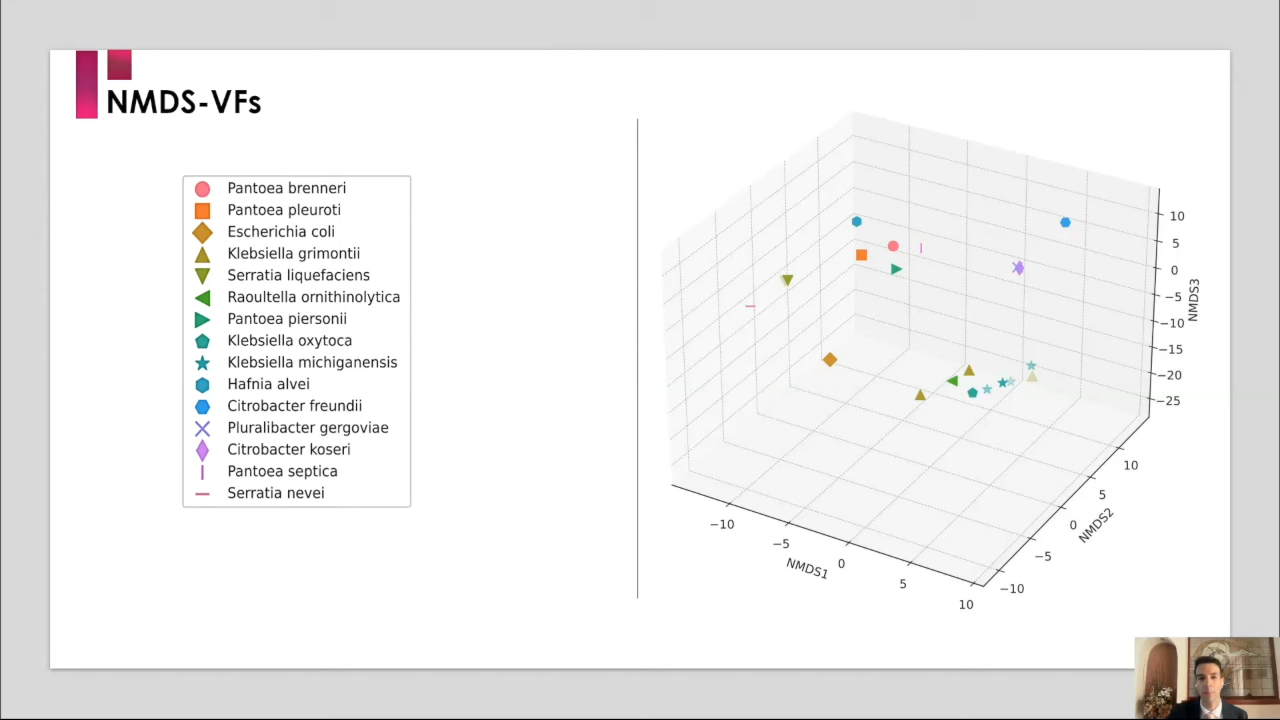 NMDS-VFs
Pantoea brenneri
Pantoea pleuroti
Escherichia coli
Klebsiella grimontii
Serratia liquefaciens
Raoultella ornithinolytica
Pantoea piersonii
Klebsiella oxytoca
Klebsiella michiganensis
Hafnia alvei
Citrobacter freundii
Pluralibacter gergoviae
Citrobacter koseri
Pantoea septica
Serratia nevei
10
5
0
−5
−10
−15
−20
−25
NMDS3
10
5
0
−5
−10
NMDS2
−10
−5
0
5
10
NMDS1